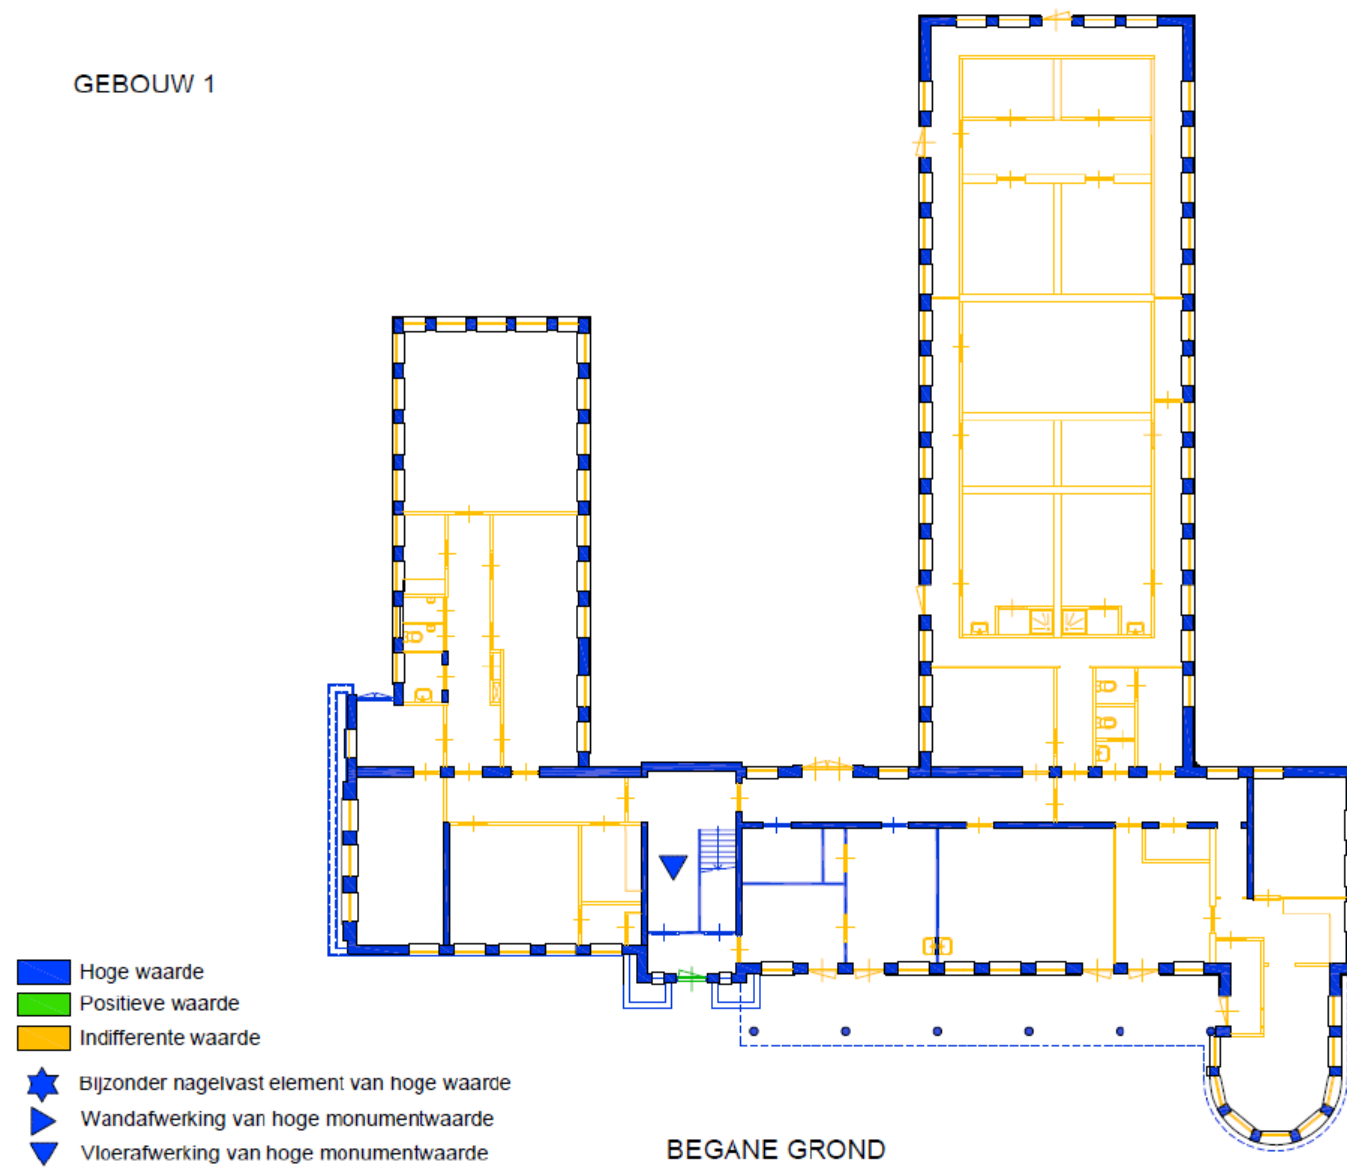 GEBOUW 1
Hoge waarde
Positieve waarde
Indifferente waarde
Bijzonder nagelvast element van hoge waarde
Wandafwerking van hoge monumentwaarde
Vloerafwerking van hoge monumentwaarde
BEGANE GROND